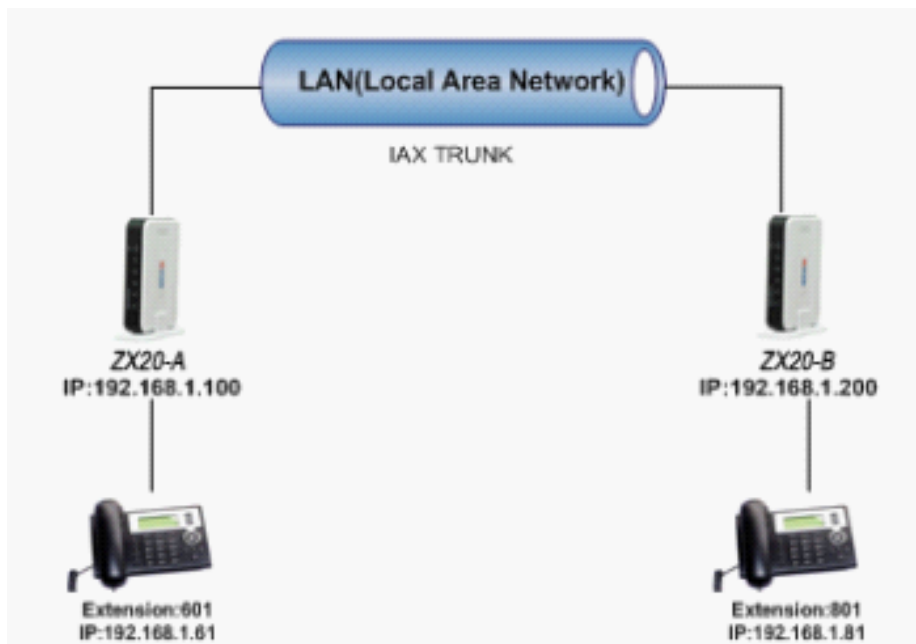 LAN(Local Area Network)
IAX TRUNK
ZX20-A
IP:192.168.1.100
ZX20-B
IP:192.168.1.200
Extension:601
IP:192.168.1.61
Extension:801
IP:192.168.1.81